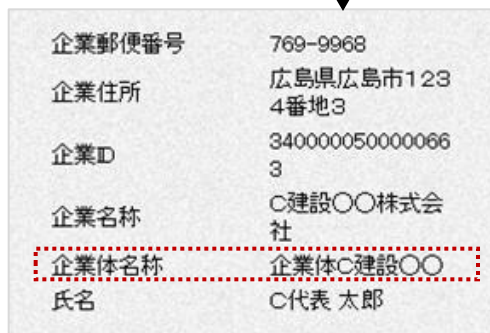 企業郵便番号 769-9968
企業住所 広島県広島市123
4番地3
企業ID 340000050000066
3
企業名称 C建設〇〇株式会
社
企業体名称 企業体C建設〇〇
氏名 C代表 太郎